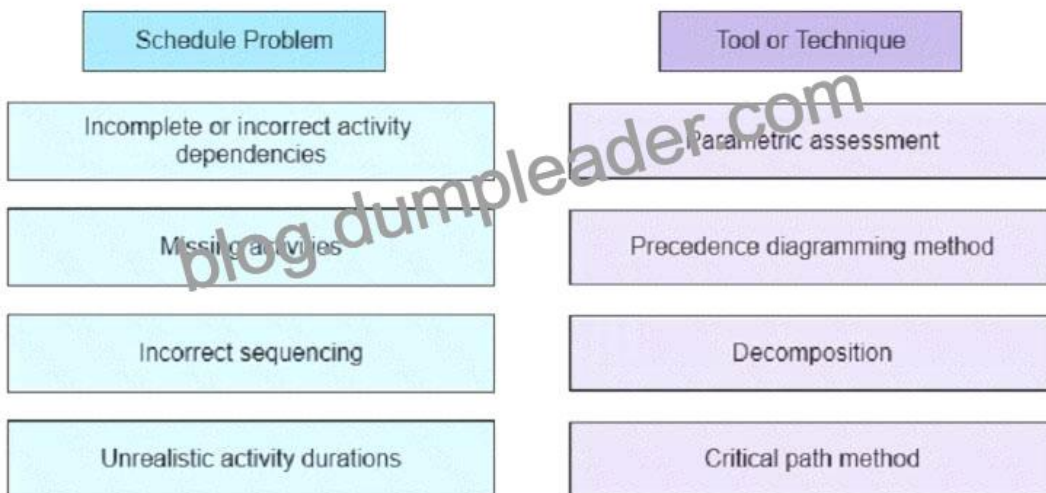 Schedule Problem
Tool or Technique
Incomplete or incorrect activity
dependencies
Parametric assessment
Missing activities
Precedence diagramming method
Incorrect sequencing
Decomposition
Unrealistic activity durations
Critical path method
blog.dumpleader.com